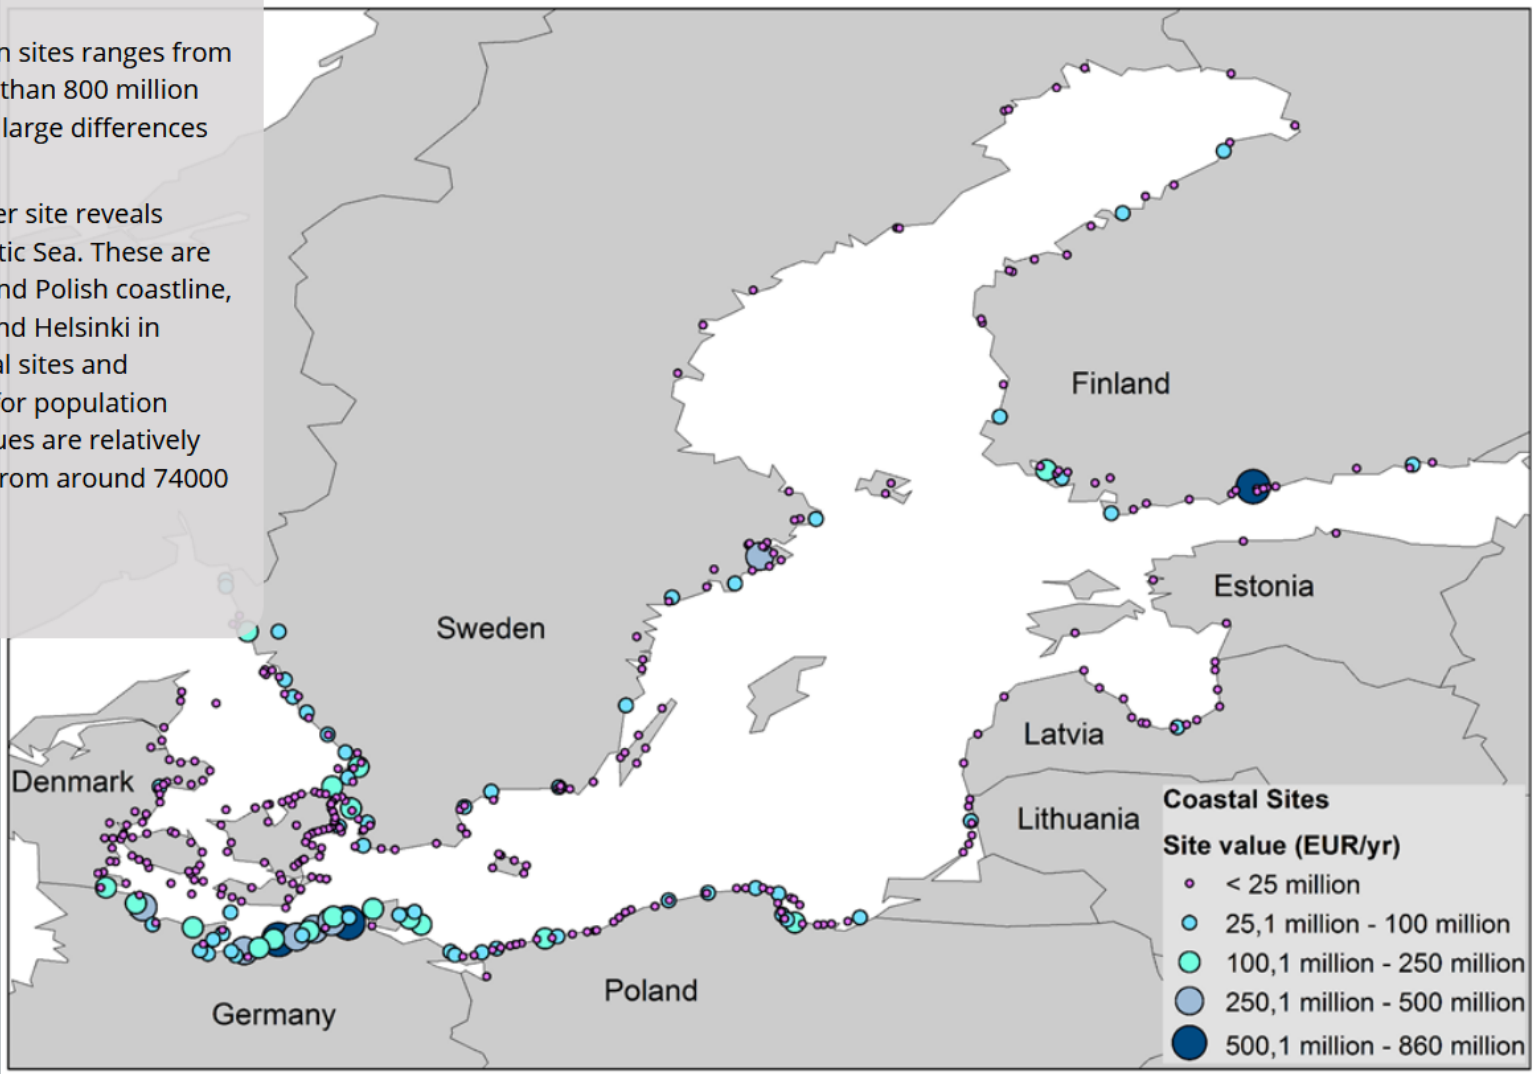 n sites ranges from
than 800 million
large differences
er site reveals
tic Sea. These are
nd Polish coastline,
nd Helsinki in
al sites and
for population
ues are relatively
rom around 74000
Finland
Sweden
Estonia
Latvia
Denmark
Lithuania
Poland
Germany
Coastal Sites
Site value (EUR/yr)
< 25 million
25,1 million - 100 million
100,1 million - 250 million
250,1 million - 500 million
500,1 million - 860 million